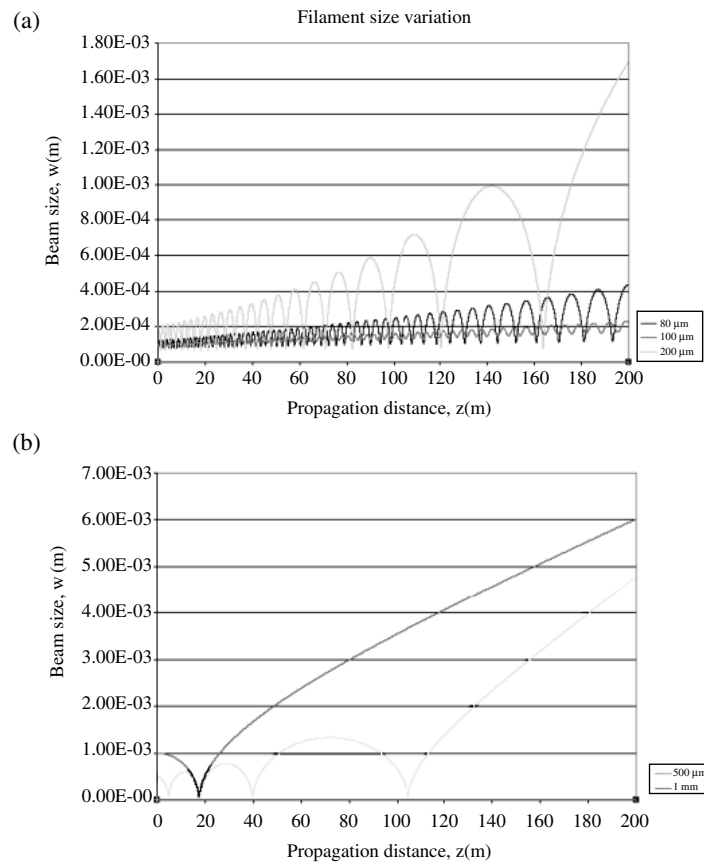 (a)
Filament size variation
1.80E-03
1.60E-03
1.40E-03
1.20E-03
1.00E-03
8.00E-04
6.00E-04
4.00E-04
2.00E-04
0.00E-00
Beam size, w(m)
0 20 40 60 80 100 120 140 160 180 200
Propagation distance, z(m)
80 µm
100 µm
200 µm
(b)
7.00E-03
6.00E-03
5.00E-03
4.00E-03
3.00E-03
2.00E-03
1.00E-03
0.00E-00
Beam size, w (m)
0 20 40 60 80 100 120 140 160 180 200
Propagation distance, z(m)
500 µm
1 mm